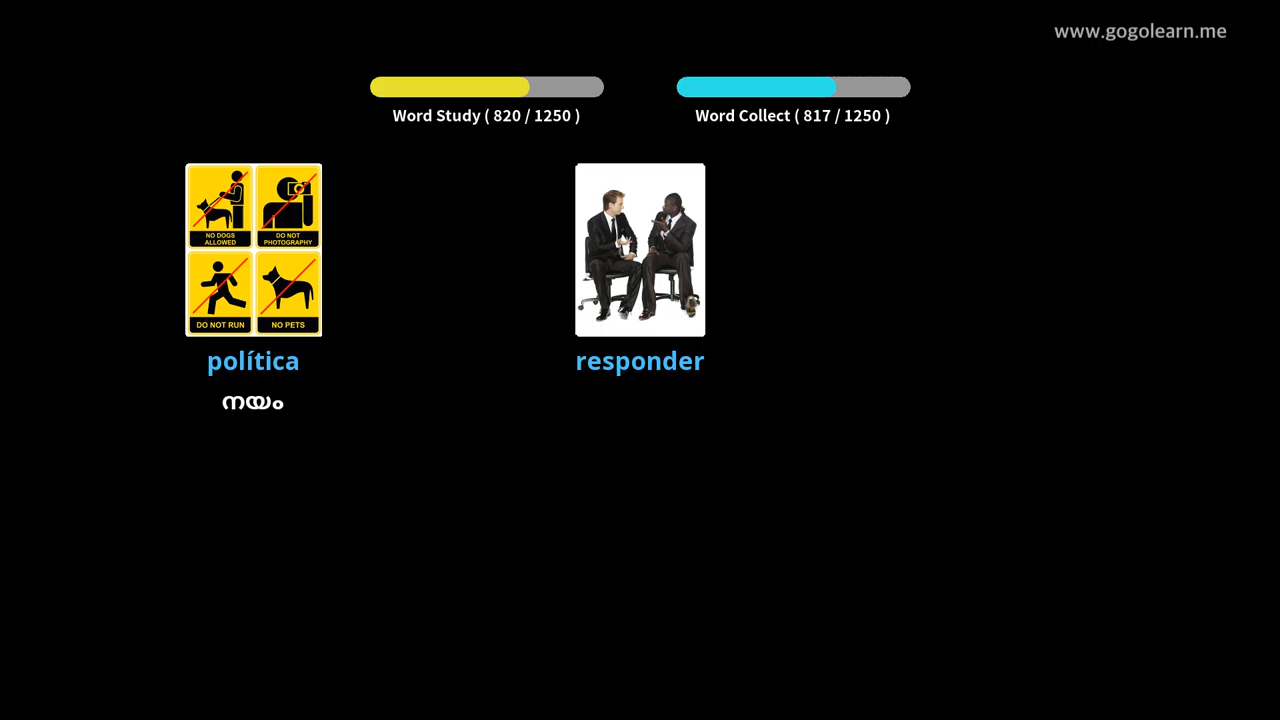 www.gogolearn.me
Word Study ( 820 / 1250 )
Word Collect ( 817 / 1250 )
NO DOGS
ALLOWED
DO NOT
PHOTOGRAPHY
DO NOT RUN
NO PETS
política
responder
നയം